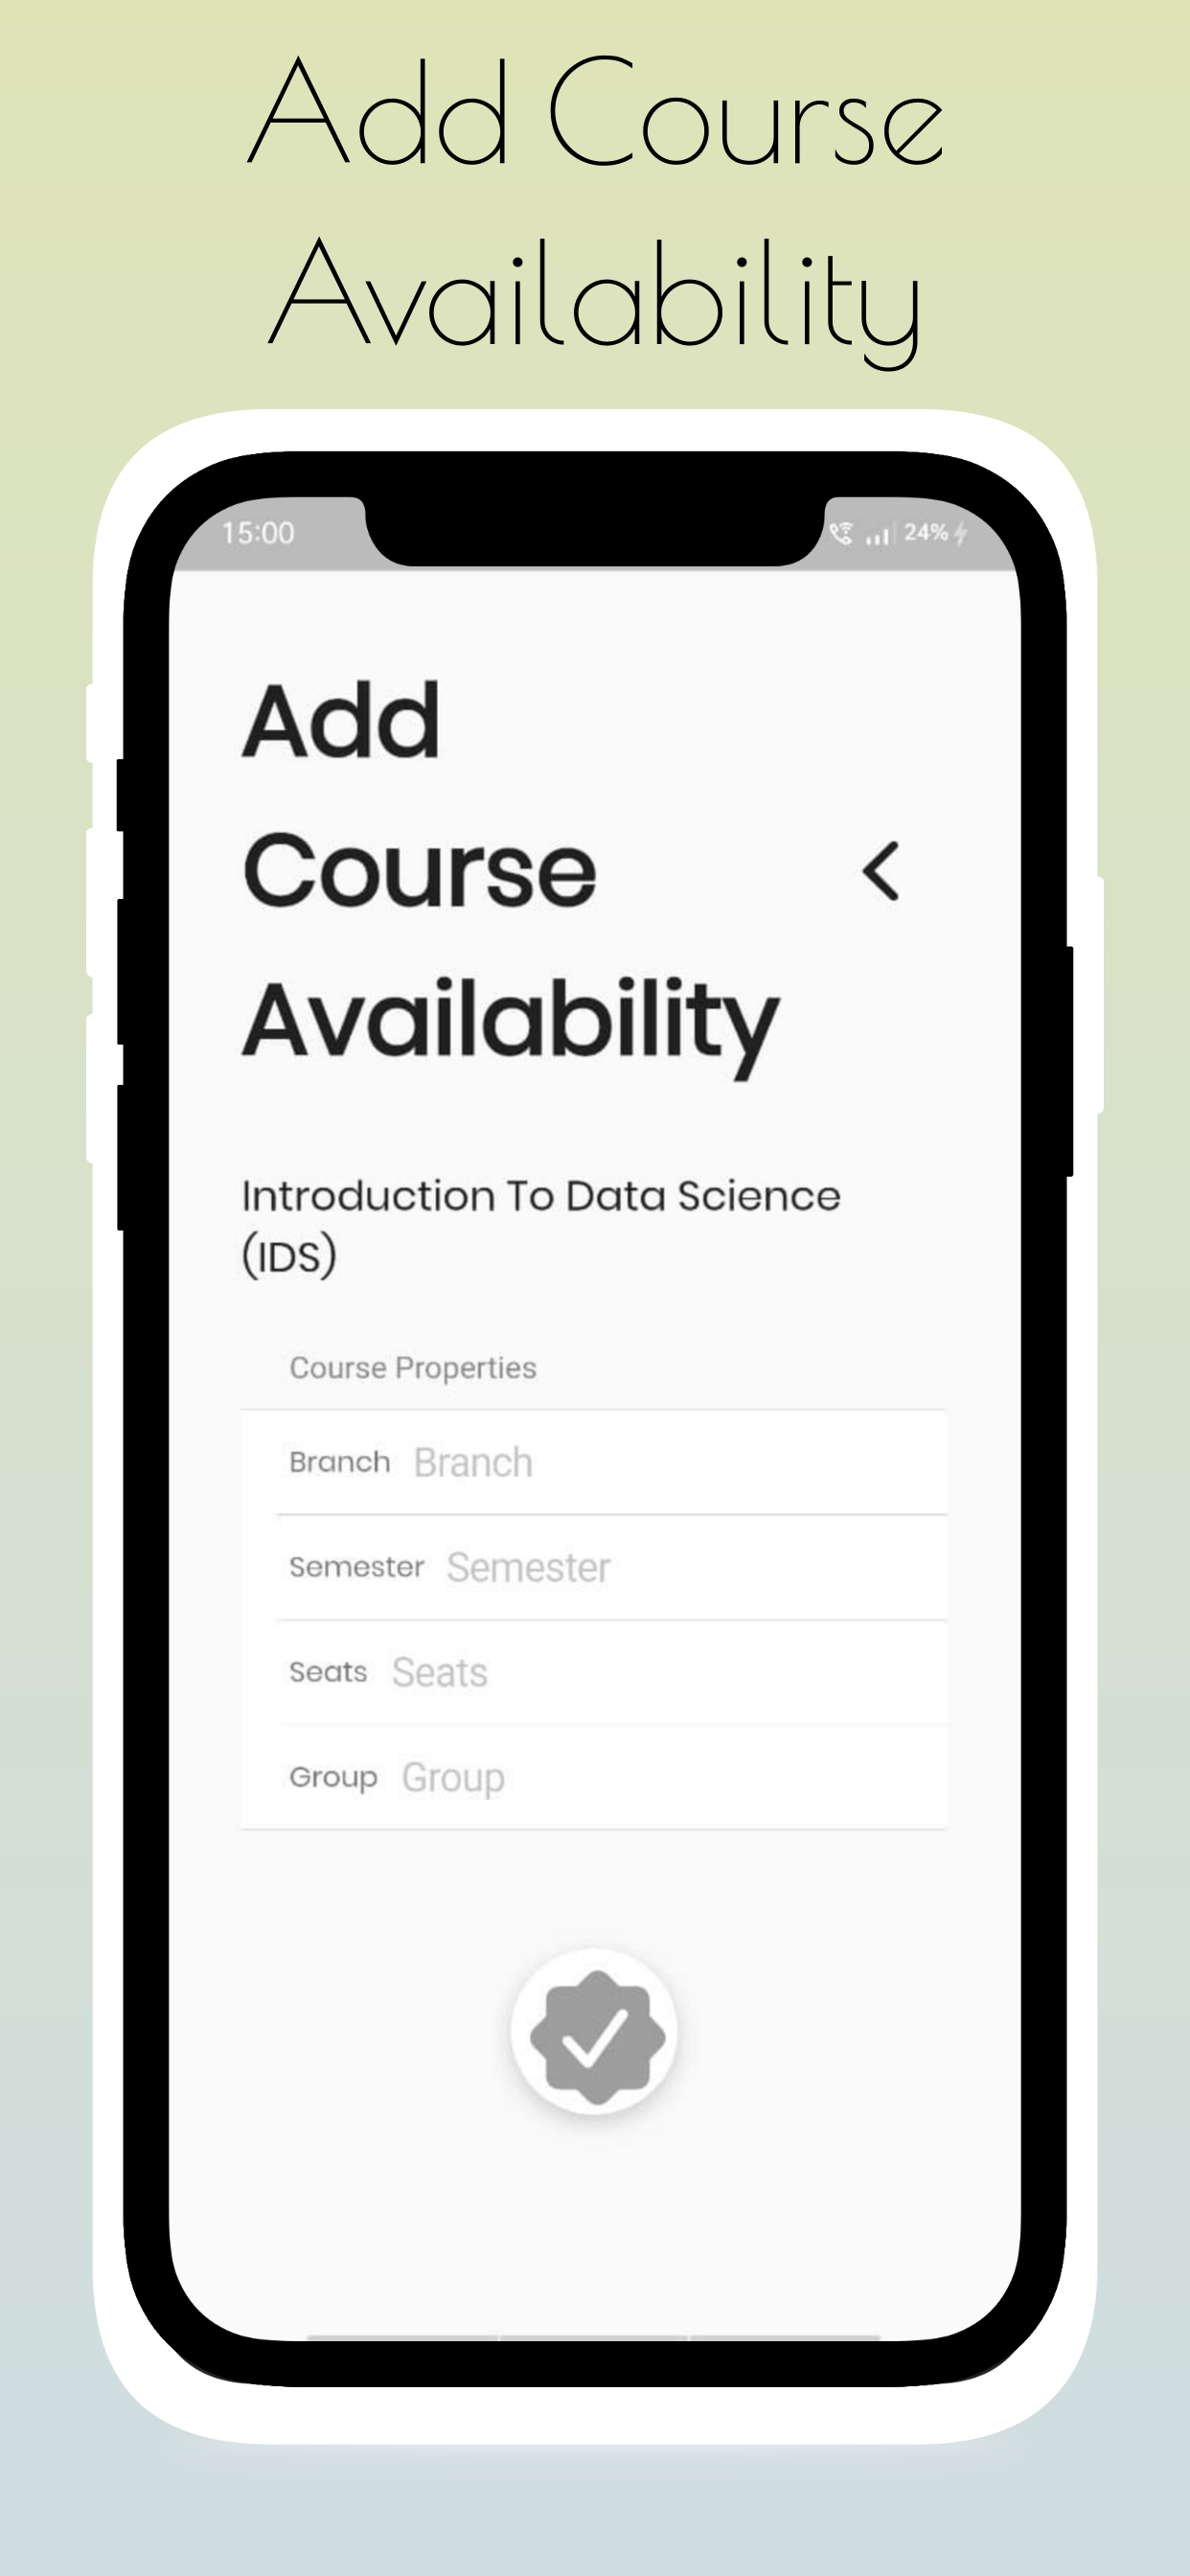 Add Course
Availability
15:00
24%
Add
Course
Availability
Introduction To Data Science
(IDS)
Course Properties
Branch Branch
Semester Semester
Seats Seats
Group Group